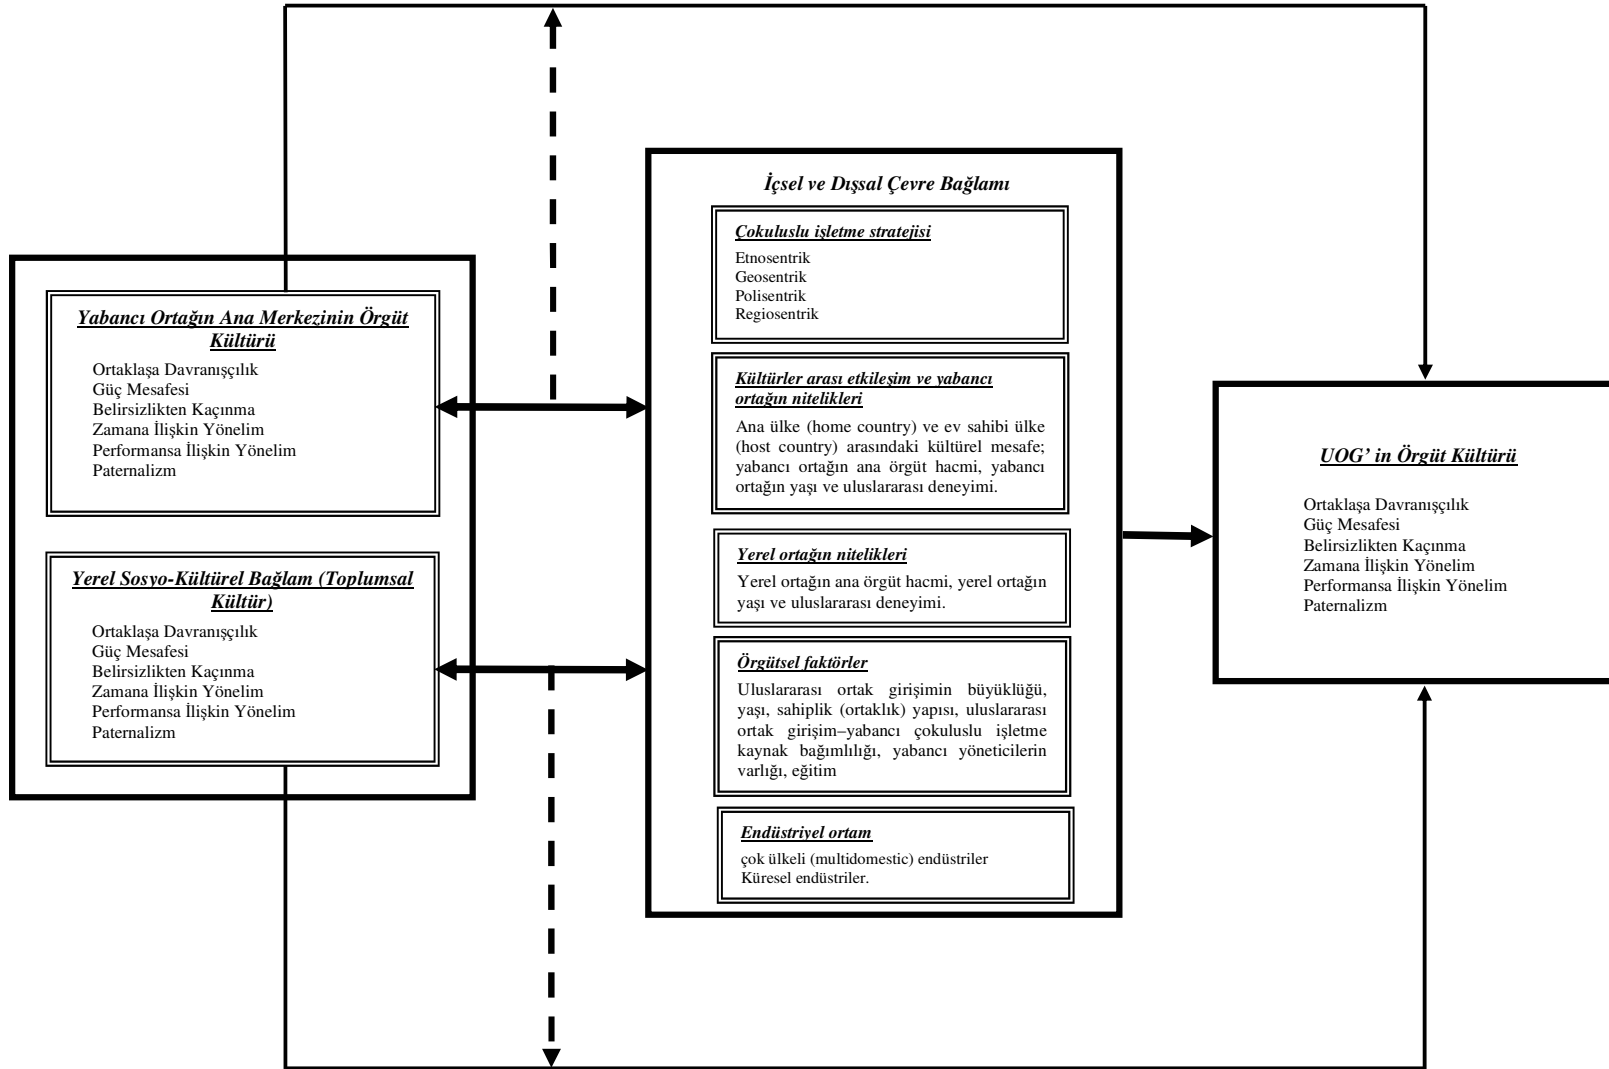 Yabancı Ortağın Ana Merkezinin Örgüt
Kültürü
Ortaklaşa Davranışçılık
Güç Mesafesi
Belirsizlikten Kaçınma
Zamana İlişkin Yönelim
Performansa İlişkin Yönelim
Paternalizm
Yerel Sosyo-Kültürel Bağlam (Toplumsal
Kültür)
Ortaklaşa Davranışçılık
Güç Mesafesi
Belirsizlikten Kaçınma
Zamana İlişkin Yönelim
Performansa İlişkin Yönelim
Paternalizm
İçsel ve Dışsal Çevre Bağlamı
Çokuluslu işletme stratejisi
Etnosentrik
Geosentrik
Polisentrik
Regiosentrik
Kültürler arası etkileşim ve yabancı
ortağın nitelikleri
Ana ülke (home country) ve ev sahibi ülke
(host country) arasındaki kültürel mesafe;
yabancı ortağın ana örgüt hacmi, yabancı
ortağın yaşı ve uluslararası deneyimi.
Yerel ortağın nitelikleri
Yerel ortağın ana örgüt hacmi, yerel ortağın
yaşı ve uluslararası deneyimi.
Örgütsel faktörler
Uluslararası ortak girişimin büyüklüğü,
yaşı, sahiplik (ortaklık) yapısı, uluslararası
ortak girişim–yabancı çokuluslu işletme
kaynak bağımlılığı, yabancı yöneticilerin
varlığı, eğitim
Endüstriyel ortam
çok ülkeli (multidomestic) endüstriler
Küresel endüstriler.
UOG' in Örgüt Kültürü
Ortaklaşa Davranışçılık
Güç Mesafesi
Belirsizlikten Kaçınma
Zamana İlişkin Yönelim
Performansa İlişkin Yönelim
Paternalizm